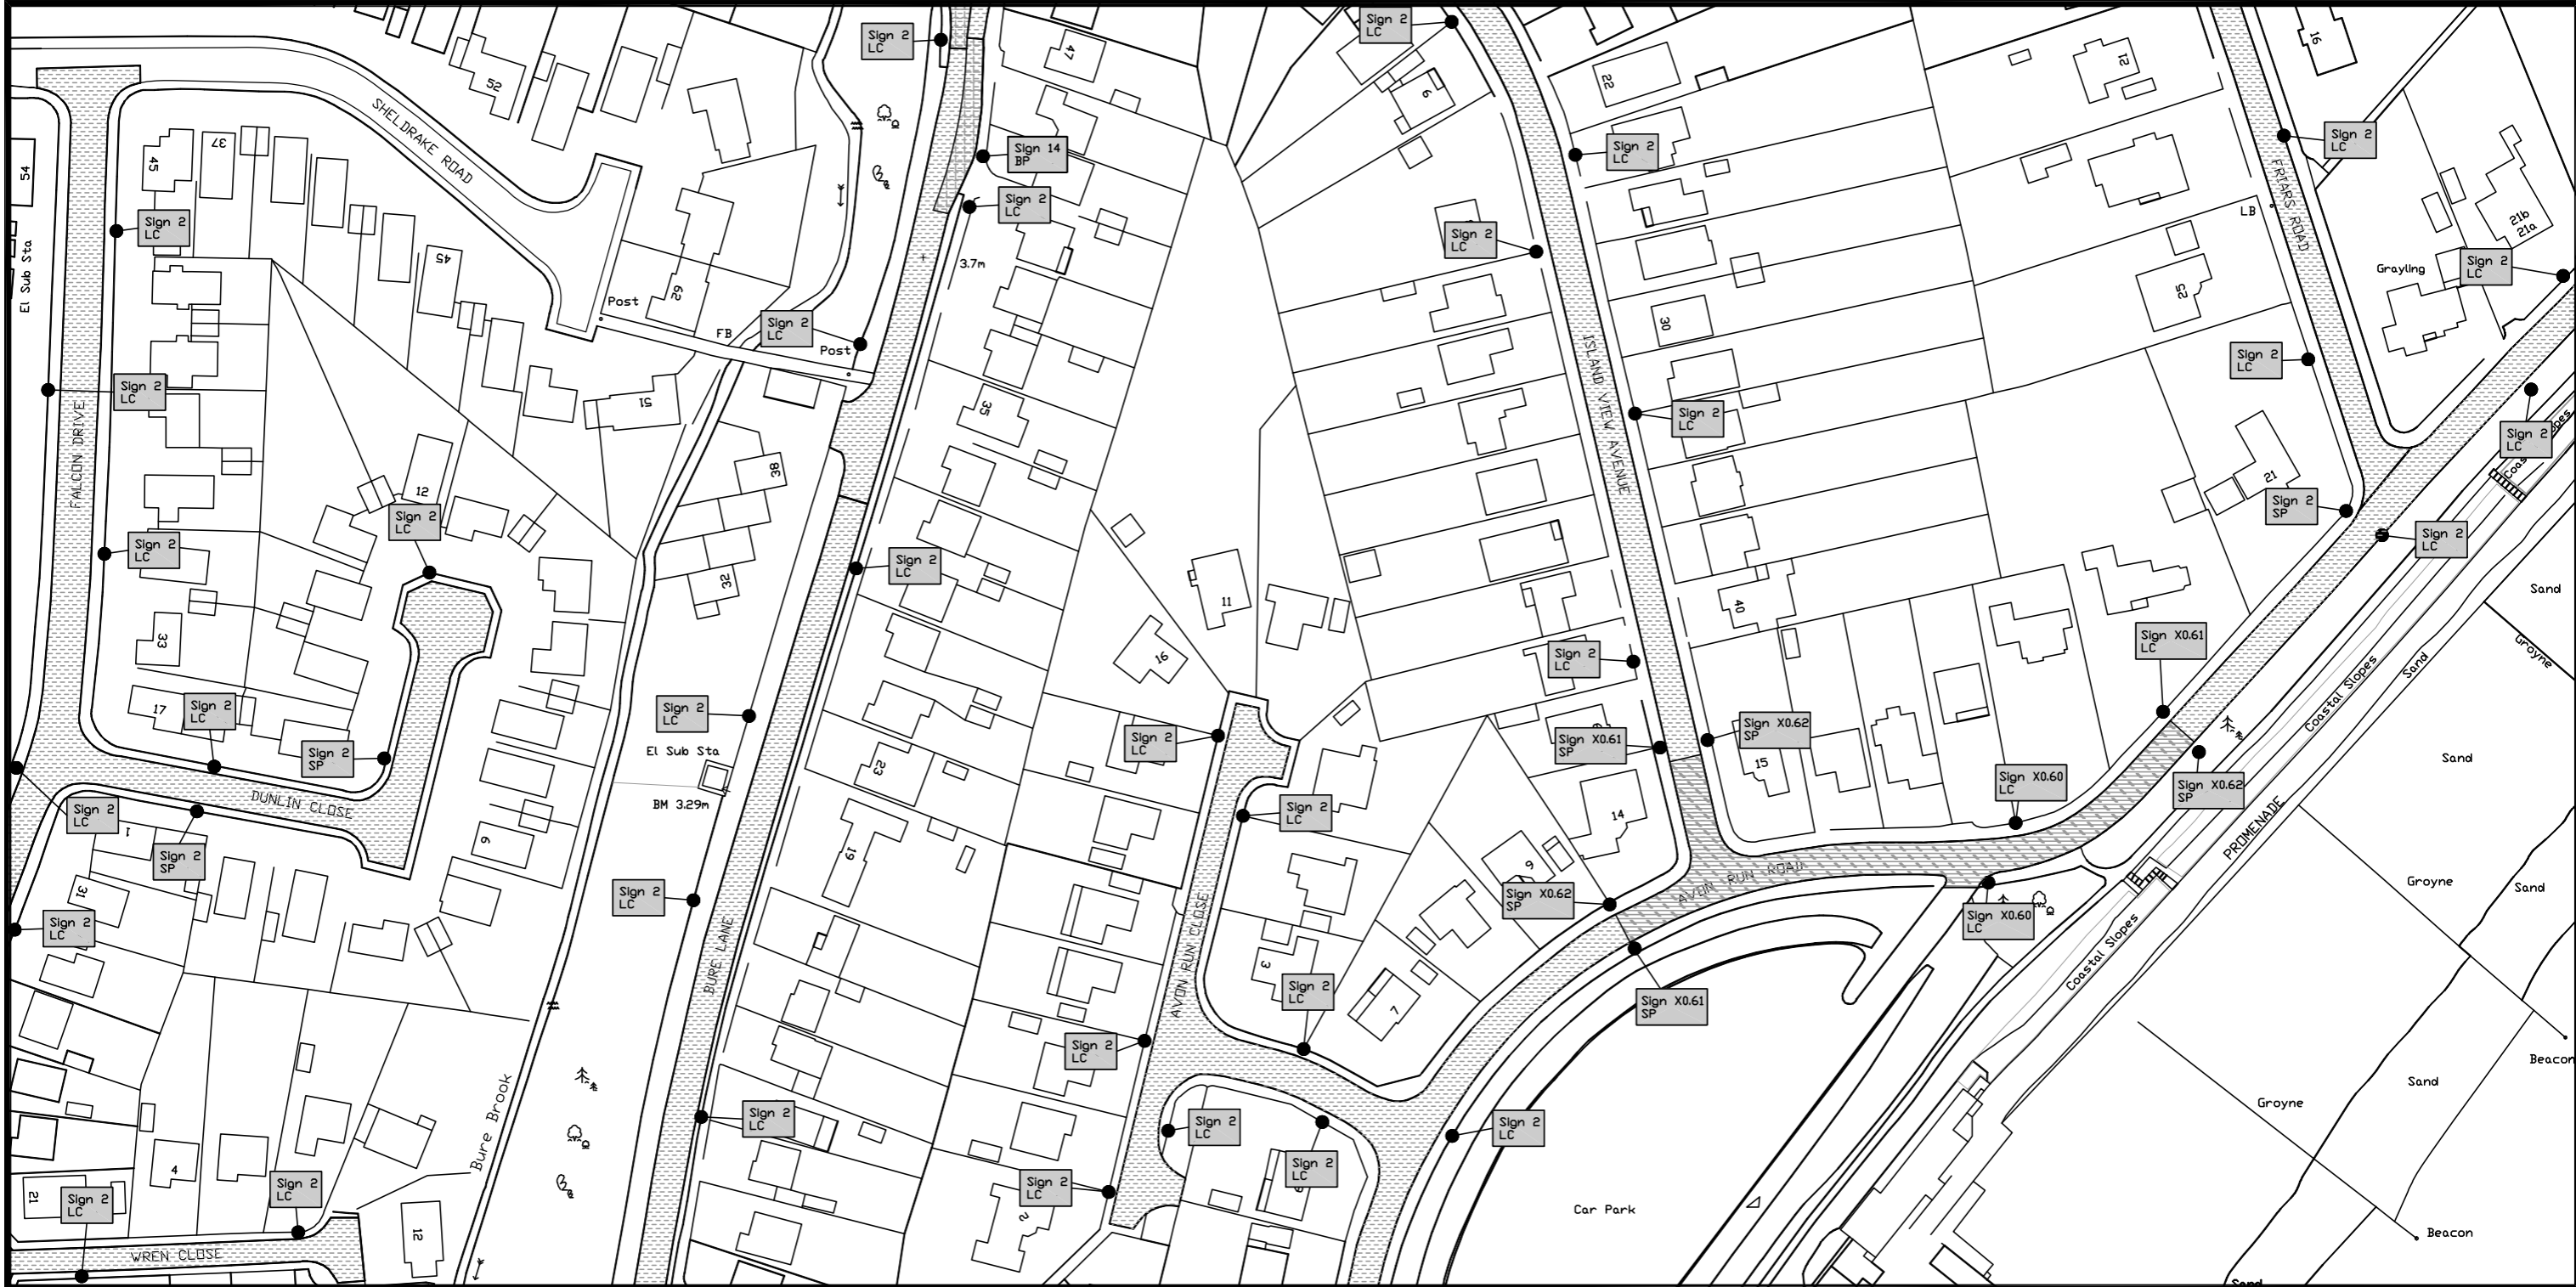 Sign 2
LC
47
52
Sign 2
LC
22
16
12
SHELDRAKE ROAD
9
37
45
54
Sign 14
BP
Sign 2
LC
Sign 2
LC
Sign 2
LC
Sign 2
LC
FRIARS ROAD
LB
21b
21a
El Sub Sta
45
3.7m
Sign 2
LC
Grayling
Sign 2
LC
62
Post
25
30
FB
Sign 2
LC
Post
Sign 2
LC
ISLAND VIEW AVENUE
Sign 2
LC
51
35
Sign 2
LC
Sign 2
LC
FALCON DRIVE
38
12
Sign 2
LC
21
Sign 2
SP
Sign 2
LC
Sign 2
LC
Sign 2
LC
32
11
40
Sand
33
16
Sign 2
LC
Sign X0.61
LC
Groyne
Sand
Coastal Slopes
17
Sign 2
LC
Sign 2
LC
Sign 2
LC
Sign X0.61
SP
Sign X0.62
SP
15
Sign 2
SP
El Sub Sta
23
Sign X0.60
LC
Sign X0.62
SP
Sand
BM 3.29m
DUNLIN CLOSE
Sign 2
LC
Sign 2
LC
14
PROMENADE
1
9
19
Sign 2
SP
9
AVON RUN ROAD
Groyne
Sand
31
Sign 2
LC
Sign 2
LC
Sign X0.62
SP
Sign X0.60
LC
BURE LANE
AVON RUN CLOSE
Coastal Slopes
3
Sign 2
LC
7
Sign X0.61
SP
Sign 2
LC
Beacon
Sand
Groyne
Bure Brook
Sign 2
LC
Sign 2
LC
Sign 2
LC
4
Sign 2
LC
Sign 2
LC
Sign 2
LC
21
Sign 2
LC
2
12
Car Park
Beacon
WREN CLOSE
Sand